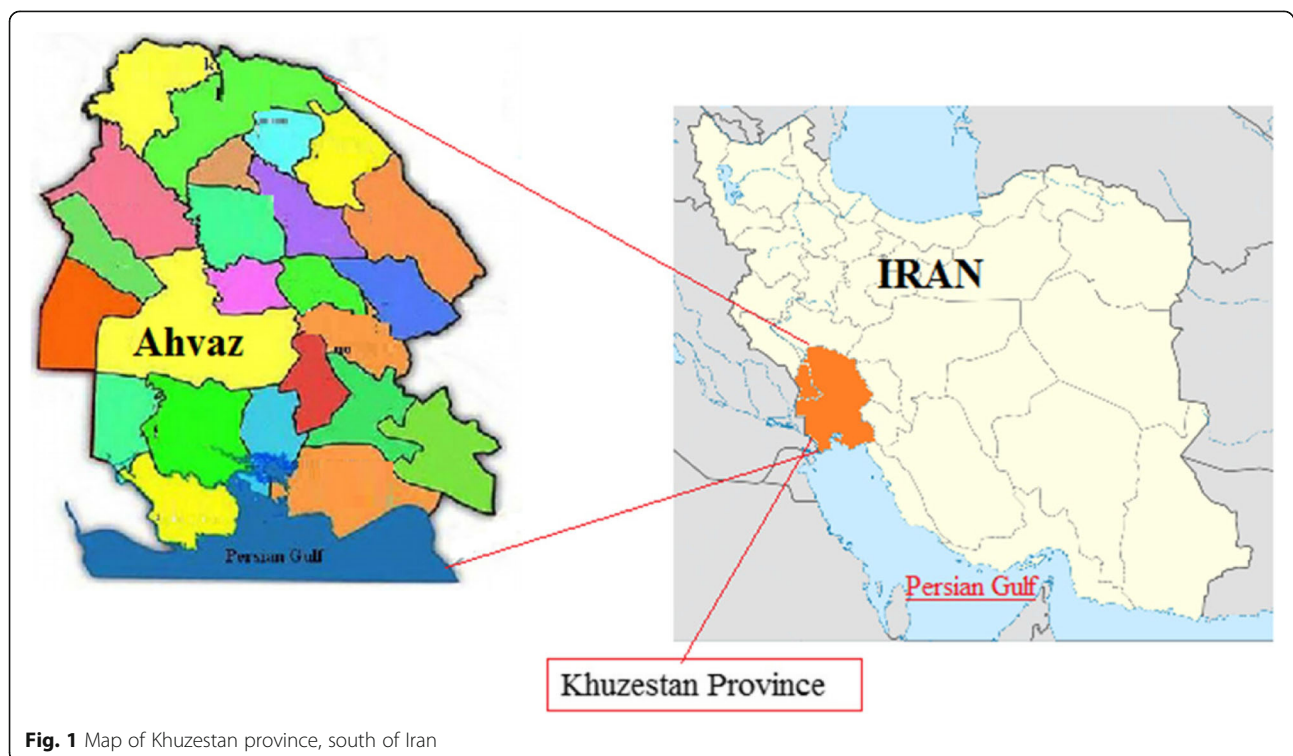 IRAN
Ahvaz
Persian Gulf
Persian Gulf
Khuzestan Province
Fig. 1 Map of Khuzestan province, south of Iran